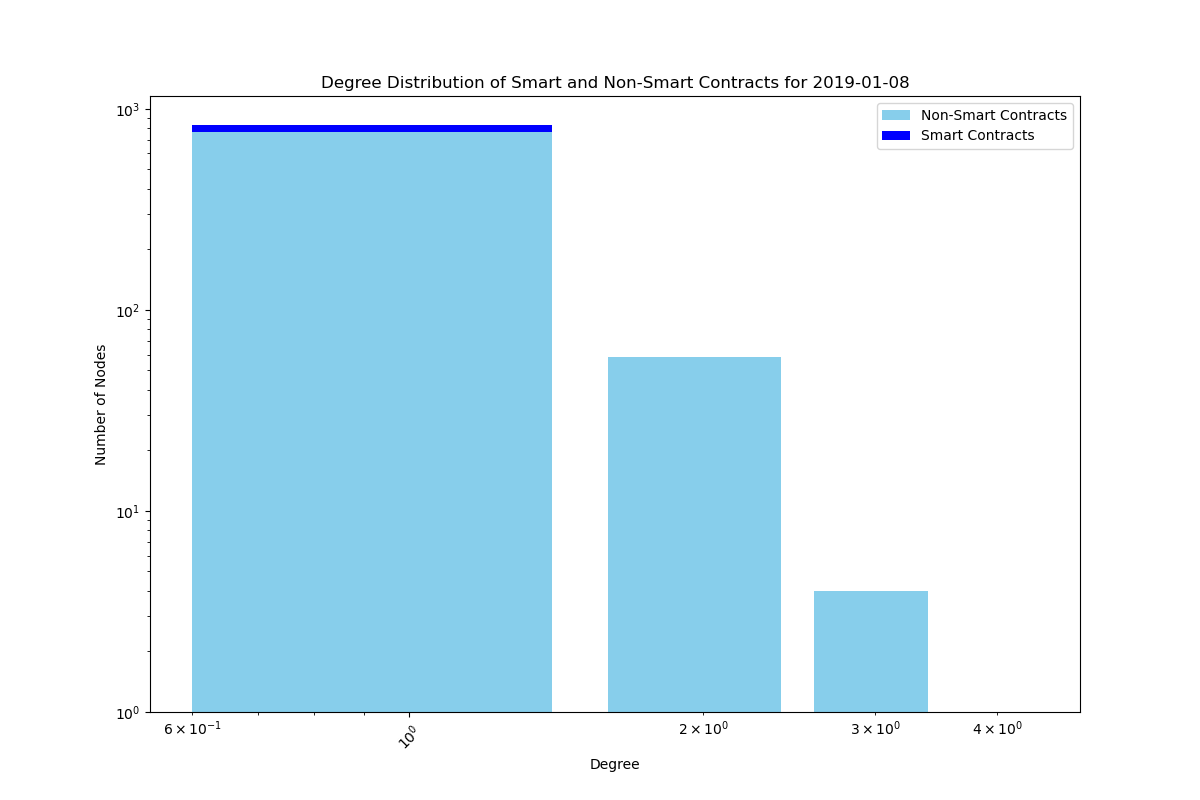 Degree Distribution of Smart and Non-Smart Contracts for 2019-01-08
Non-Smart Contracts
Smart Contracts
Number of Nodes
10³
10²
10¹
10⁰
6 × 10⁻¹
10⁰
2 × 10⁰
3 × 10⁰
4 × 10⁰
Degree